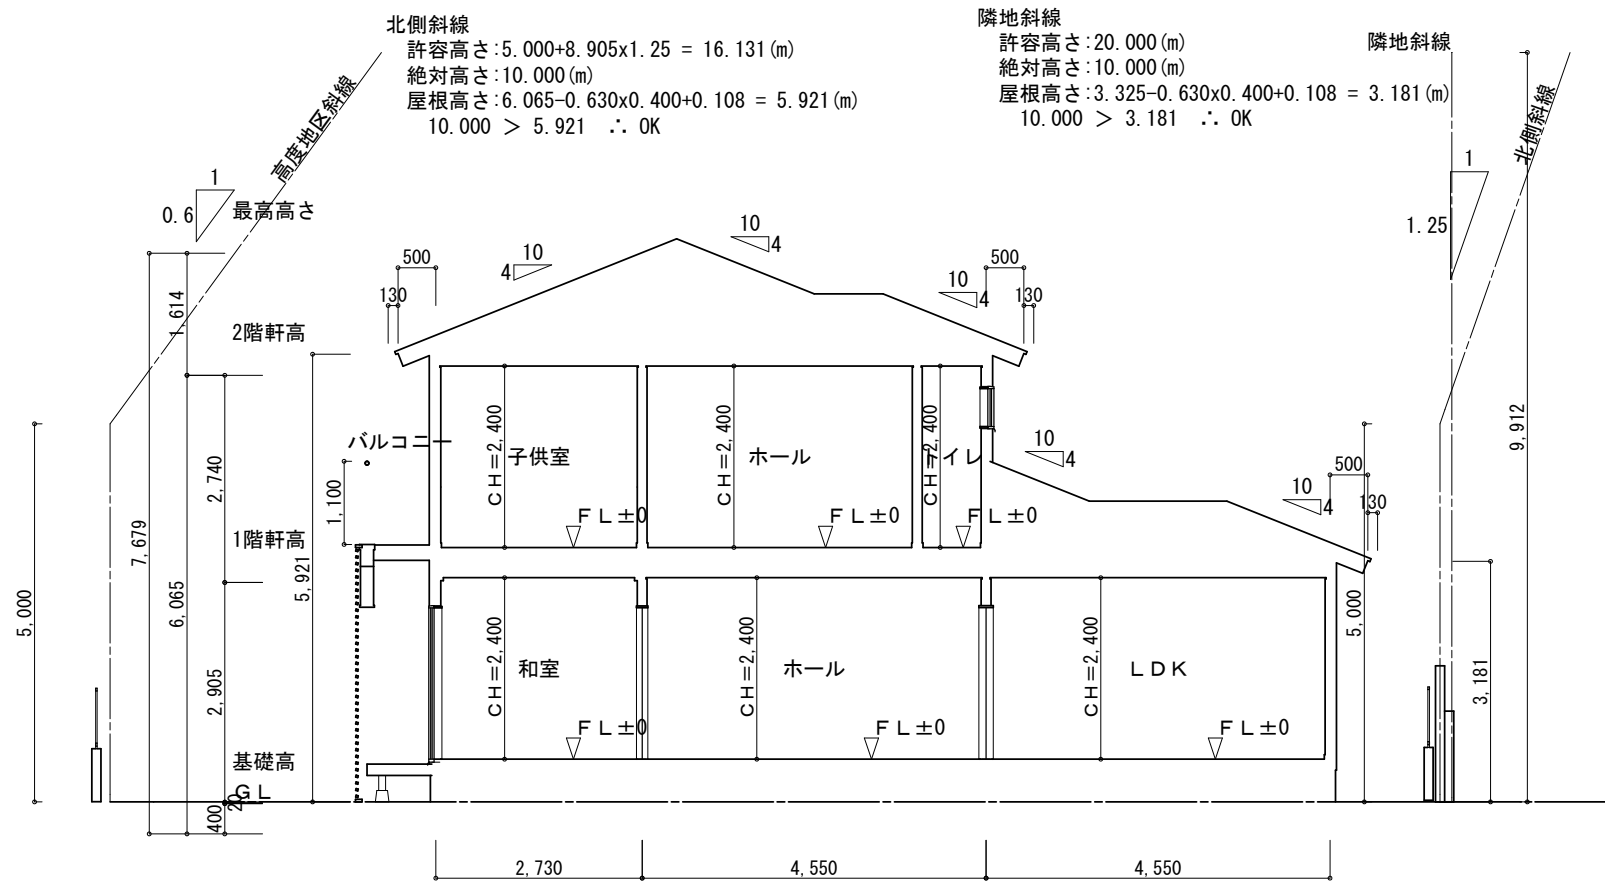 北側斜線
許容高さ:5.000+8.905x1.25 = 16.131(m)
絶対高さ:10.000(m)
屋根高さ:6.065-0.630x0.400+0.108 = 5.921(m)
10.000 > 5.921 ∴ OK
隣地斜線
許容高さ:20.000(m)
絶対高さ:10.000(m)
屋根高さ:3.325-0.630x0.400+0.108 = 3.181(m)
10.000 > 3.181 ∴ OK
隣地斜線
高度地区斜線
北側斜線
1
0.6
最高高さ
1
1.25
10
4
10
4
500
130
10
4
500
130
1,614
2階軒高
バルコニー
子供室
ホール
トイレ
CH=2,400
CH=2,400
CH=2,400
FL±0
FL±0
FL±0
10
4
10
4
500
130
9,912
2,740
1,100
7,679
1階軒高
5,921
5,000
6,065
2,905
和室
ホール
LDK
CH=2,400
CH=2,400
CH=2,400
FL±0
FL±0
FL±0
5,000
3,181
基礎高
GL
20
400
2,730
4,550
4,550